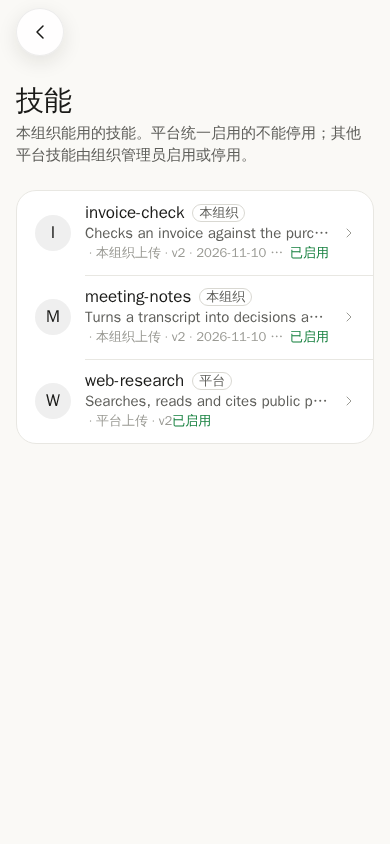 技能
本组织能用的技能。平台统一启用的不能停用；其他
平台技能由组织管理员启用或停用。
I
invoice-check 本组织
Checks an invoice against the purc…
· 本组织上传 · v2 · 2026-11-10 … 已启用
M
meeting-notes 本组织
Turns a transcript into decisions a…
· 本组织上传 · v2 · 2026-11-10 … 已启用
W
web-research 平台
Searches, reads and cites public p…
· 平台上传 · v2已启用